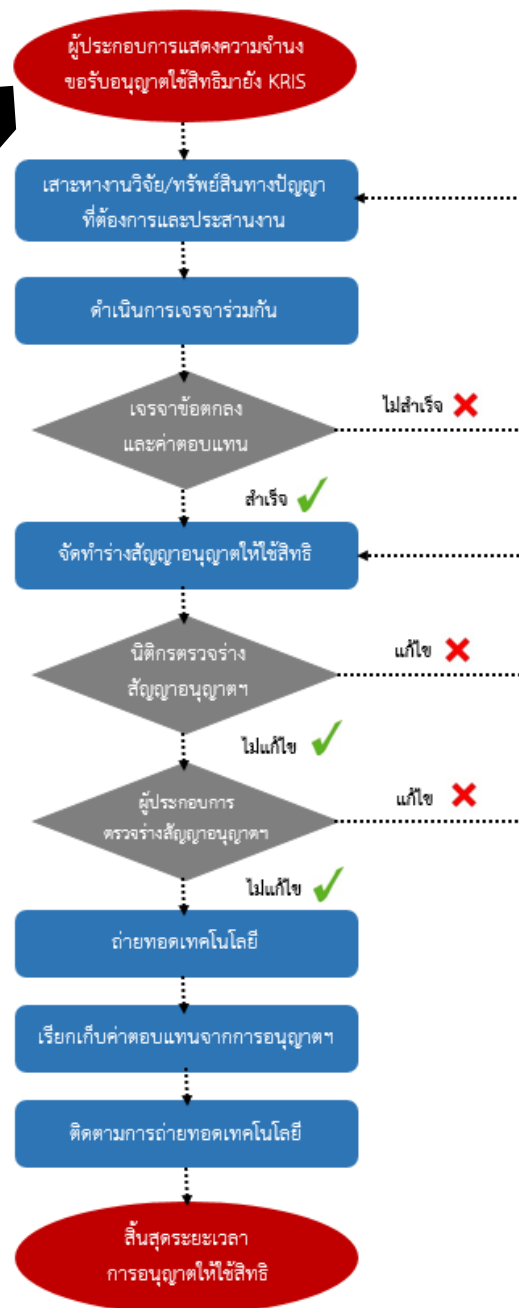 ผู้ประกอบการแสดงความจำนง
ขอรับอนุญาตใช้สิทธิมายัง KRIS
เสาะหางานวิจัย/ทรัพย์สินทางปัญญา
ที่ต้องการและประสานงาน
ดำเนินการเจรจาร่วมกัน
เจรจาข้อตกลง
และค่าตอบแทน
ไม่สำเร็จ
สำเร็จ
จัดทำร่างสัญญาอนุญาตให้ใช้สิทธิ
นิติกรตรวจร่าง
สัญญาอนุญาตฯ
แก้ไข
ไม่แก้ไข
ผู้ประกอบการ
ตรวจร่างสัญญาอนุญาตฯ
แก้ไข
ไม่แก้ไข
ถ่ายทอดเทคโนโลยี
เรียกเก็บค่าตอบแทนจากการอนุญาตฯ
ติดตามการถ่ายทอดเทคโนโลยี
สิ้นสุดระยะเวลา
การอนุญาตให้ใช้สิทธิ